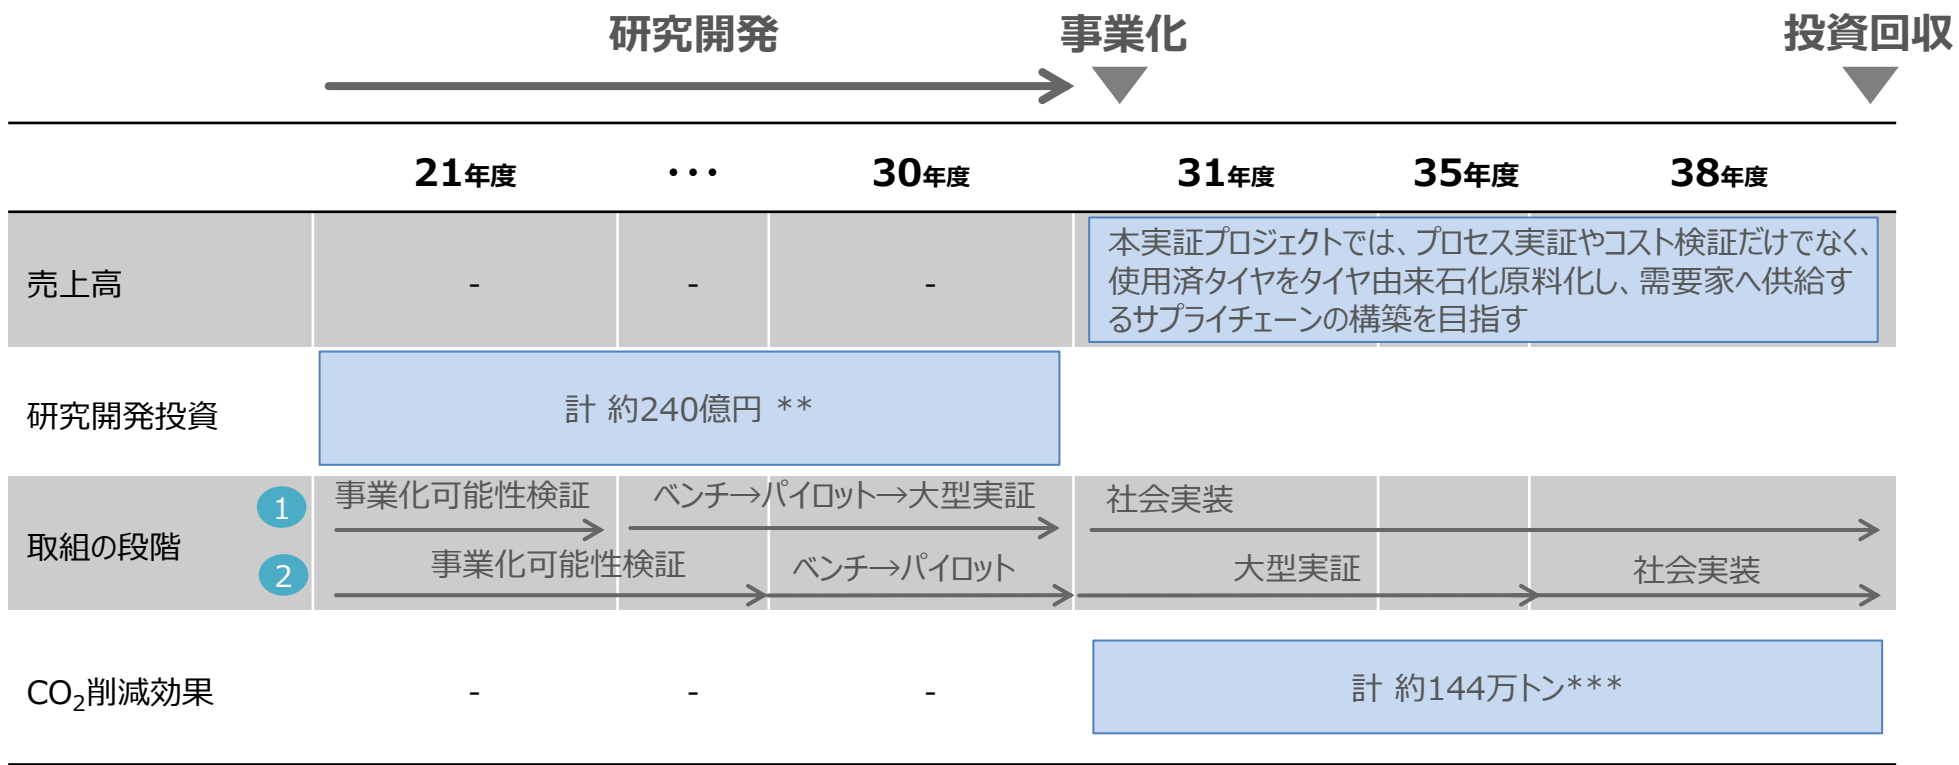 研究開発
事業化
投資回収
21年度
・・・
30年度
31年度
35年度
38年度
売上高
-
-
-
本実証プロジェクトでは、プロセス実証やコスト検証だけでなく、
使用済タイヤをタイヤ由来石化原料化し、需要家へ供給す
るサプライチェーンの構築を目指す
研究開発投資
計 約240億円 **
取組の段階
1
事業化可能性検証
ベンチ→パイロット→大型実証
社会実装
2
事業化可能性検証
ベンチ→パイロット
大型実証
社会実装
CO2削減効果
-
-
-
計 約144万トン***